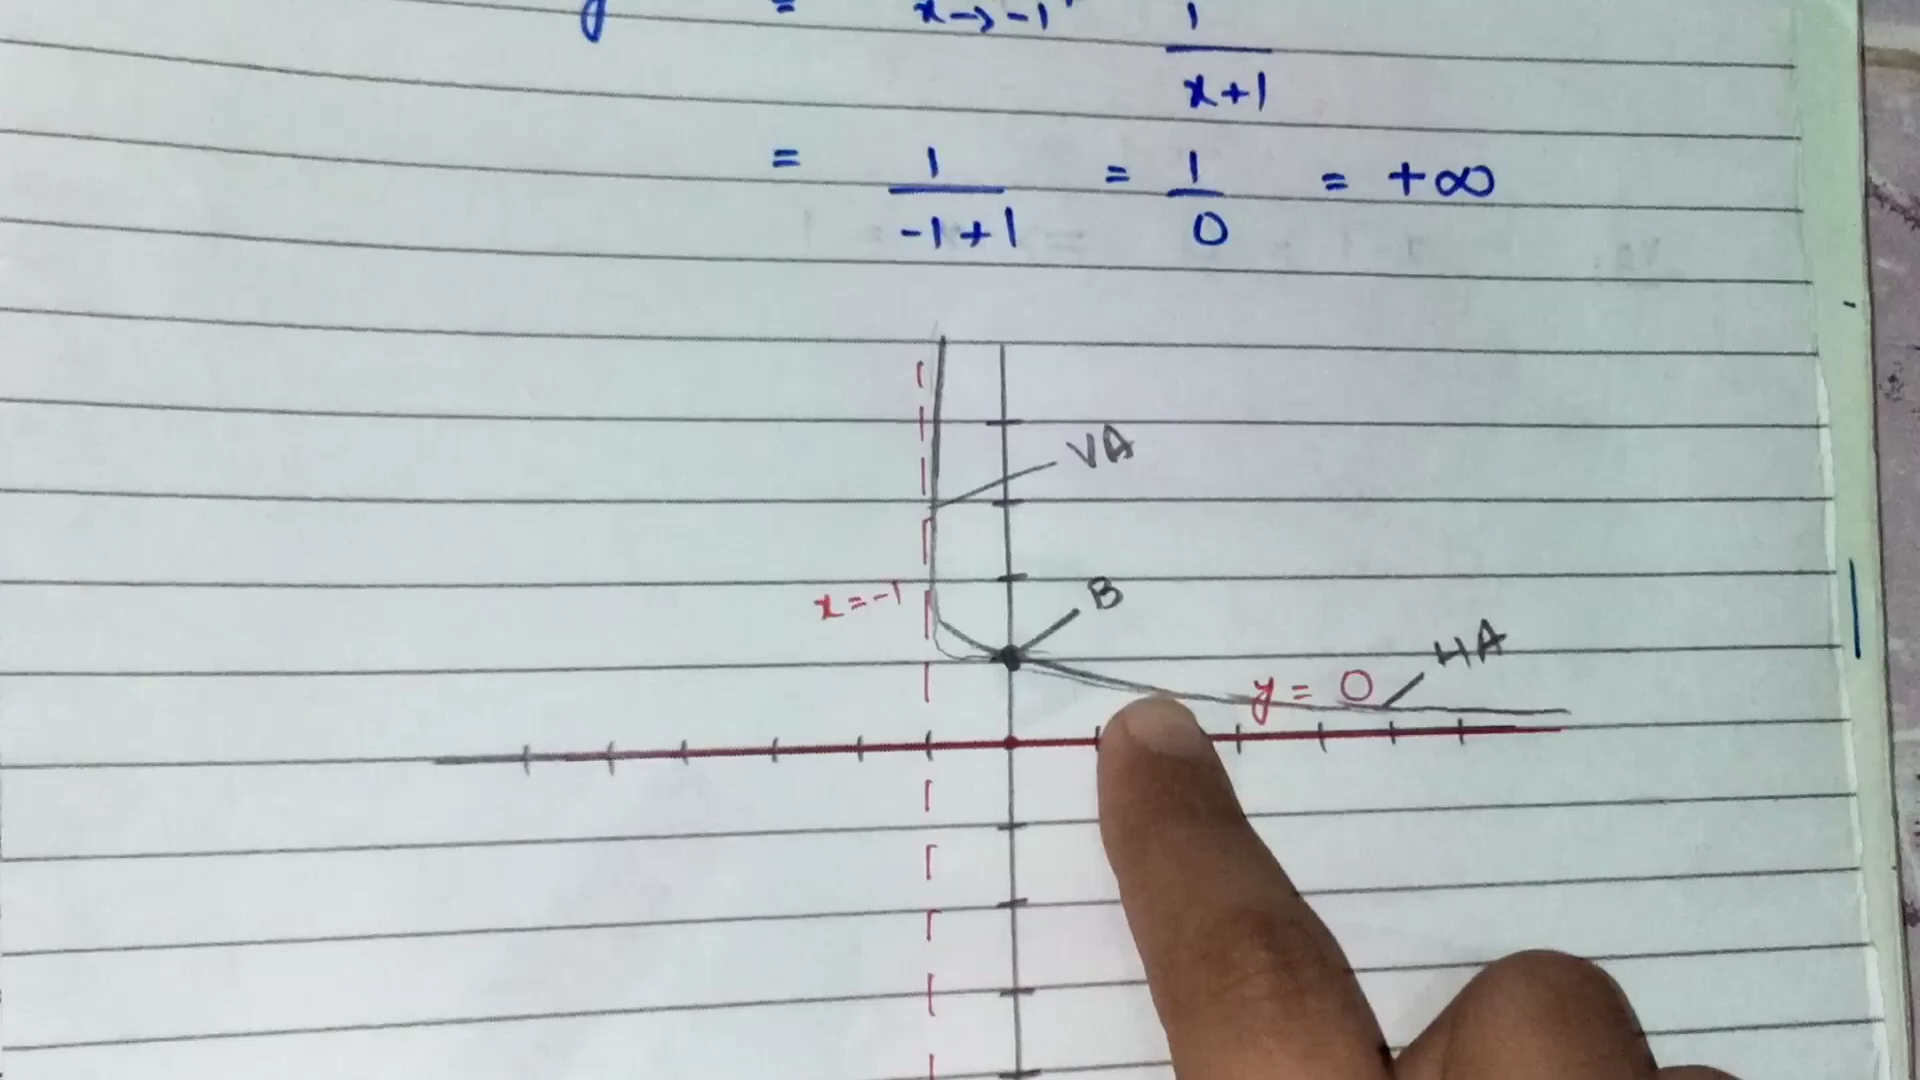 y = x→-1⁺ 1/(x+1)
= 1/(-1+1) = 1/0 = +∞
VA
x=-1
B
HA
y = 0